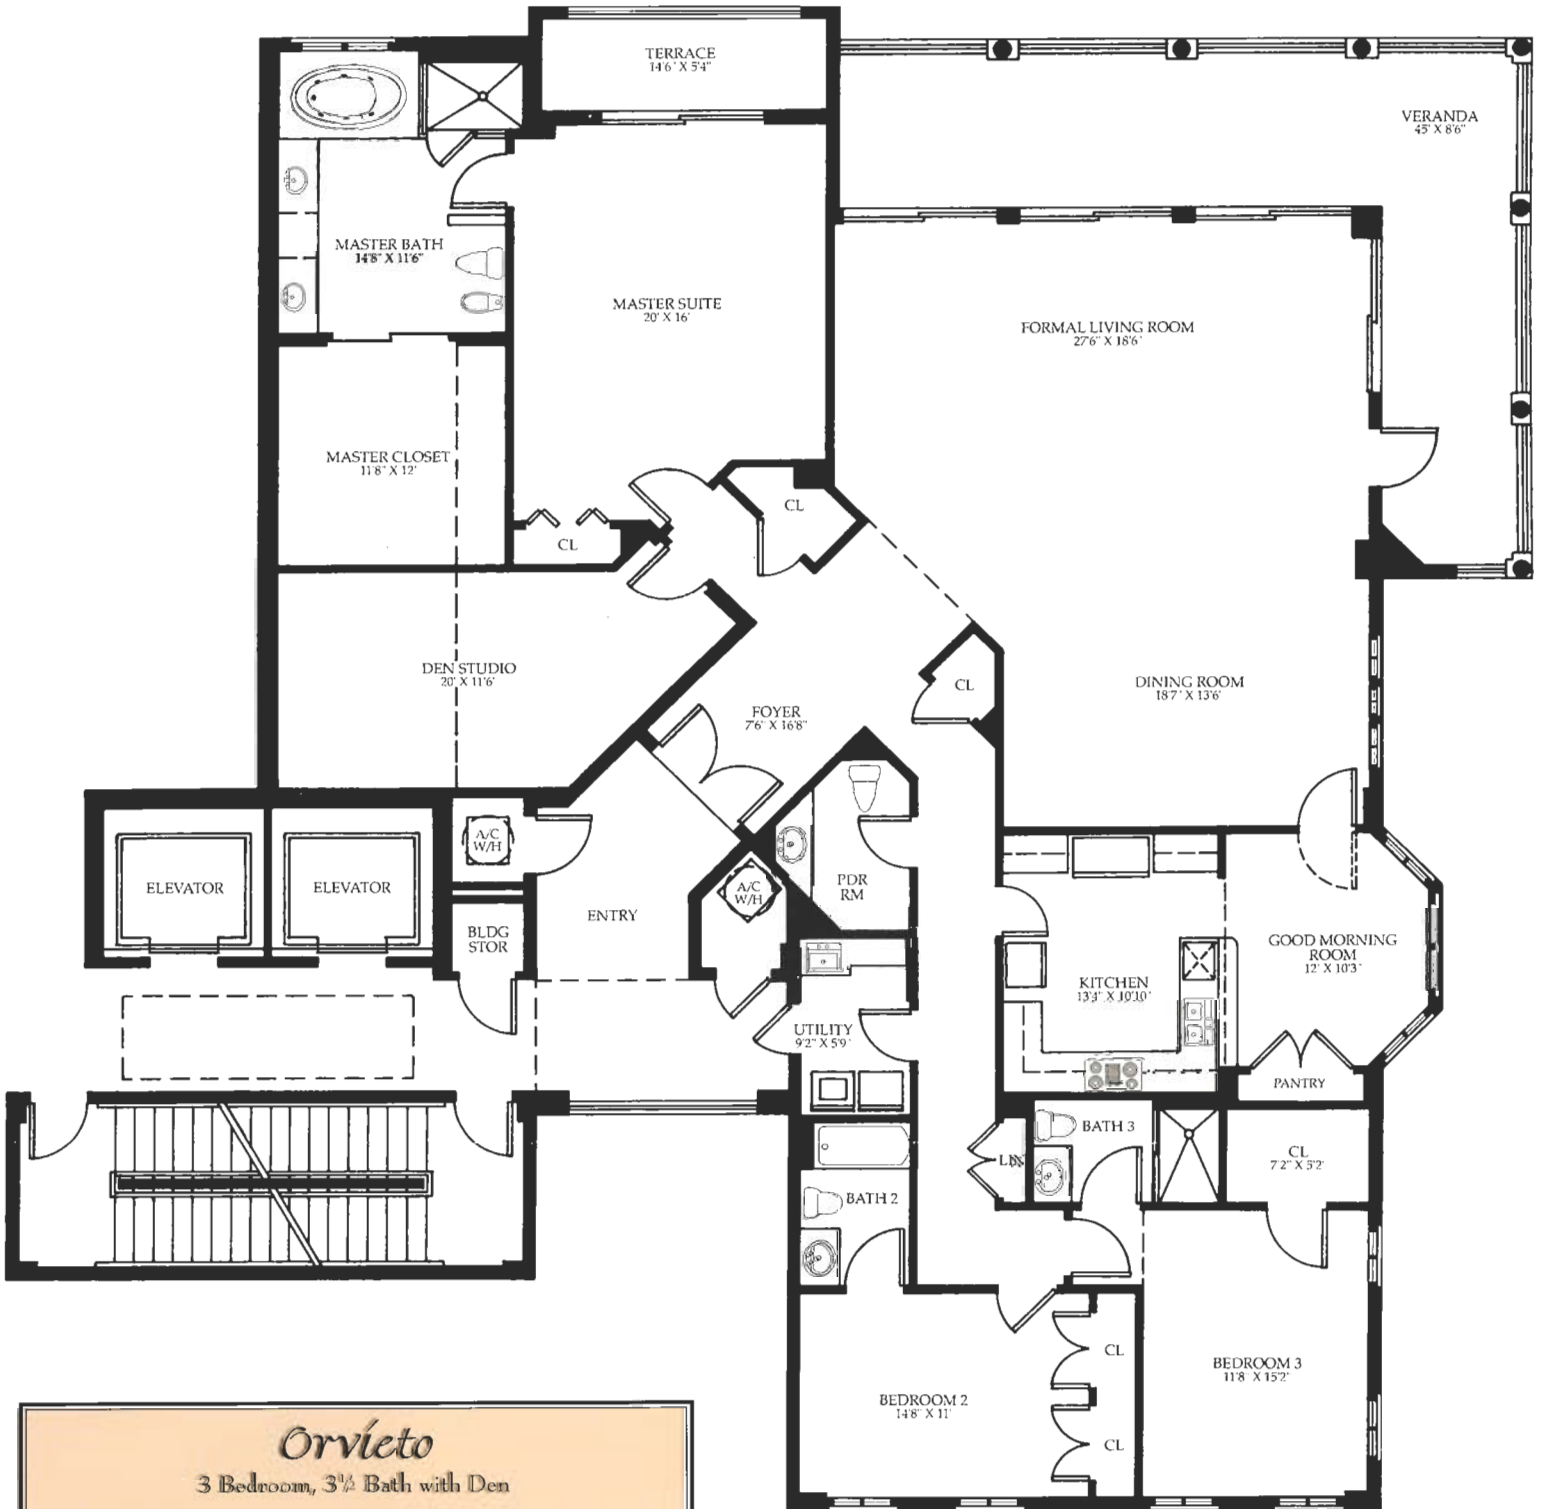 TERRACE
14'6" X 5'4"
VERANDA
45' X 8'6"
MASTER BATH
14'8" X 11'6"
MASTER SUITE
20' X 16'
FORMAL LIVING ROOM
27'6" X 18'6"
MASTER CLOSET
11'8" X 12'
CL
CL
DEN STUDIO
20' X 11'6"
FOYER
7'6" X 16'8"
CL
DINING ROOM
18'7" X 13'6"
ELEVATOR
ELEVATOR
A/C
W/H
BLDG
STOR
ENTRY
A/C
W/H
PDR
RM
KITCHEN
13'4" X 10'10"
GOOD MORNING
ROOM
12' X 10'3"
UTILITY
9'2" X 5'9"
PANTRY
BATH 3
LIN
CL
7'2" X 5'2"
BATH 2
CL
BEDROOM 3
11'8" X 15'2"
BEDROOM 2
14'8" X 11'
CL
Orvieto
3 Bedroom, 3½ Bath with Den